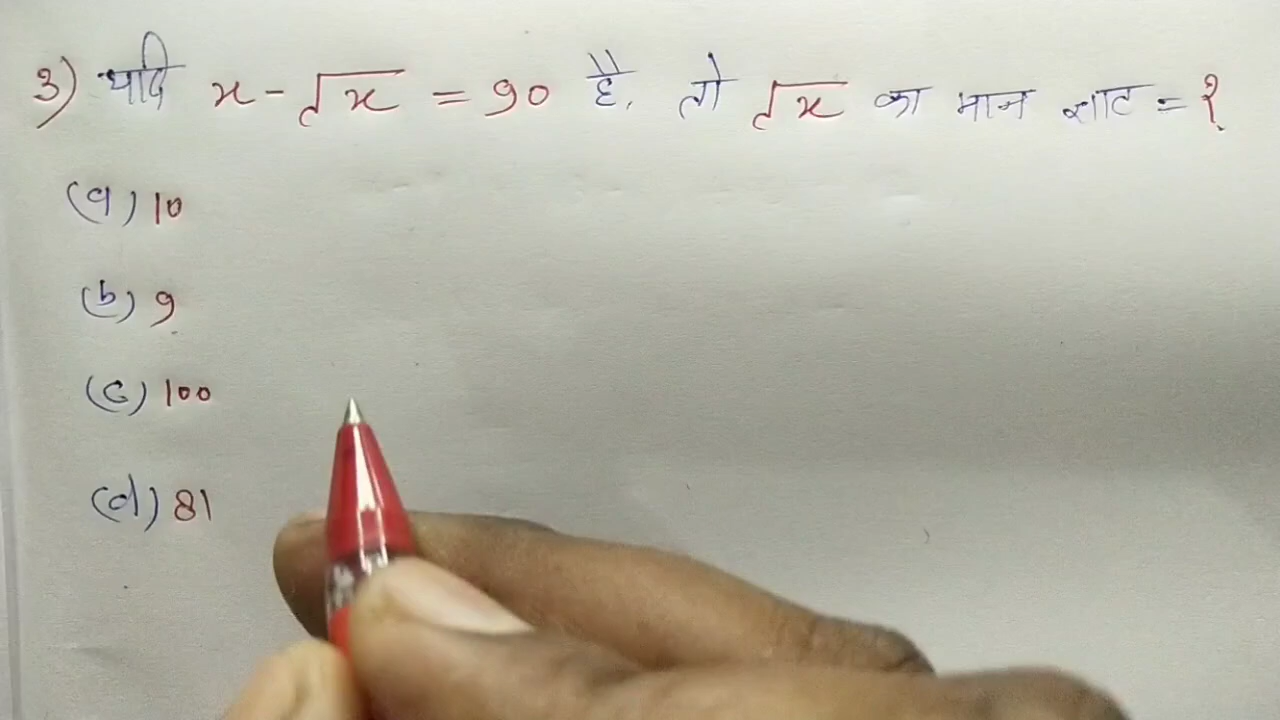 3) यदि x - √x = 90 है, तो √x का मान ज्ञात = ?
(a) 10
(b) 9
(c) 100
(d) 81